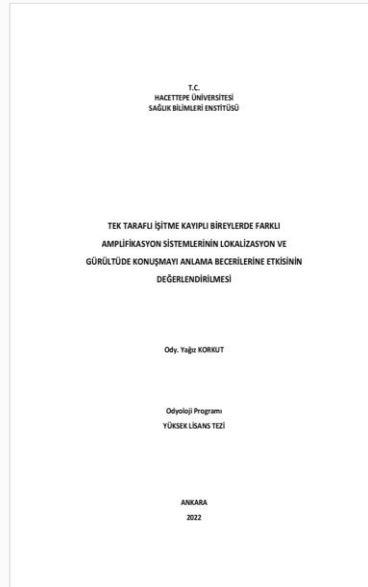 T.C.
HACETTEPE ÜNİVERSİTESİ
SAĞLIK BİLİMLERİ ENSTİTÜSÜ
TEK TARAFLI İŞİTME KAYIPLI BİREYLERDE FARKLI
AMPLİFİKASYON SİSTEMLERİNİN LOKALİZASYON VE
GÜRÜLTÜDE KONUŞMAYI ANLAMA BECERİLERİNE ETKİSİNİN
DEĞERLENDİRİLMESİ
Ody. Yağız KORKUT
Odyoloji Programı
YÜKSEK LİSANS TEZİ
ANKARA
2022